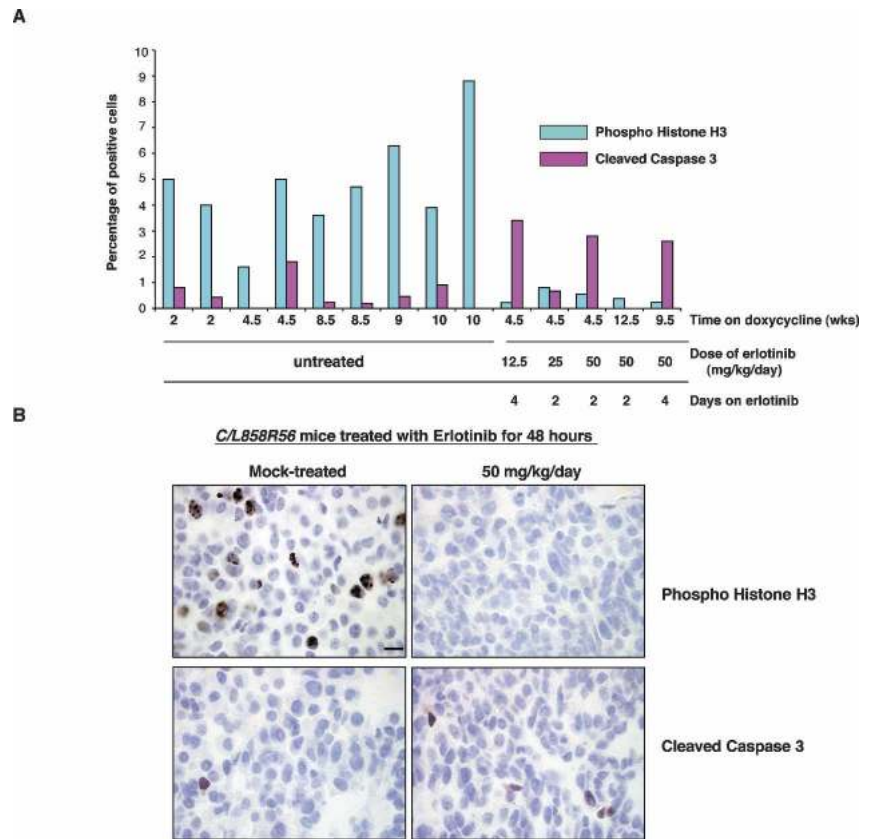 A
10
9
8
7
6
5
4
3
2
1
0
Percentage of positive cells
Phospho Histone H3
Cleaved Caspase 3
2 2 4.5 4.5 8.5 8.5 9 10 10 4.5 4.5 4.5 12.5 9.5 Time on doxycycline (wks)
untreated 12.5 25 50 50 50 Dose of erlotinib
(mg/kg/day)
4 2 2 2 4 Days on erlotinib
B
C/L858R56 mice treated with Erlotinib for 48 hours
Mock-treated 50 mg/kg/day
Phospho Histone H3
Cleaved Caspase 3